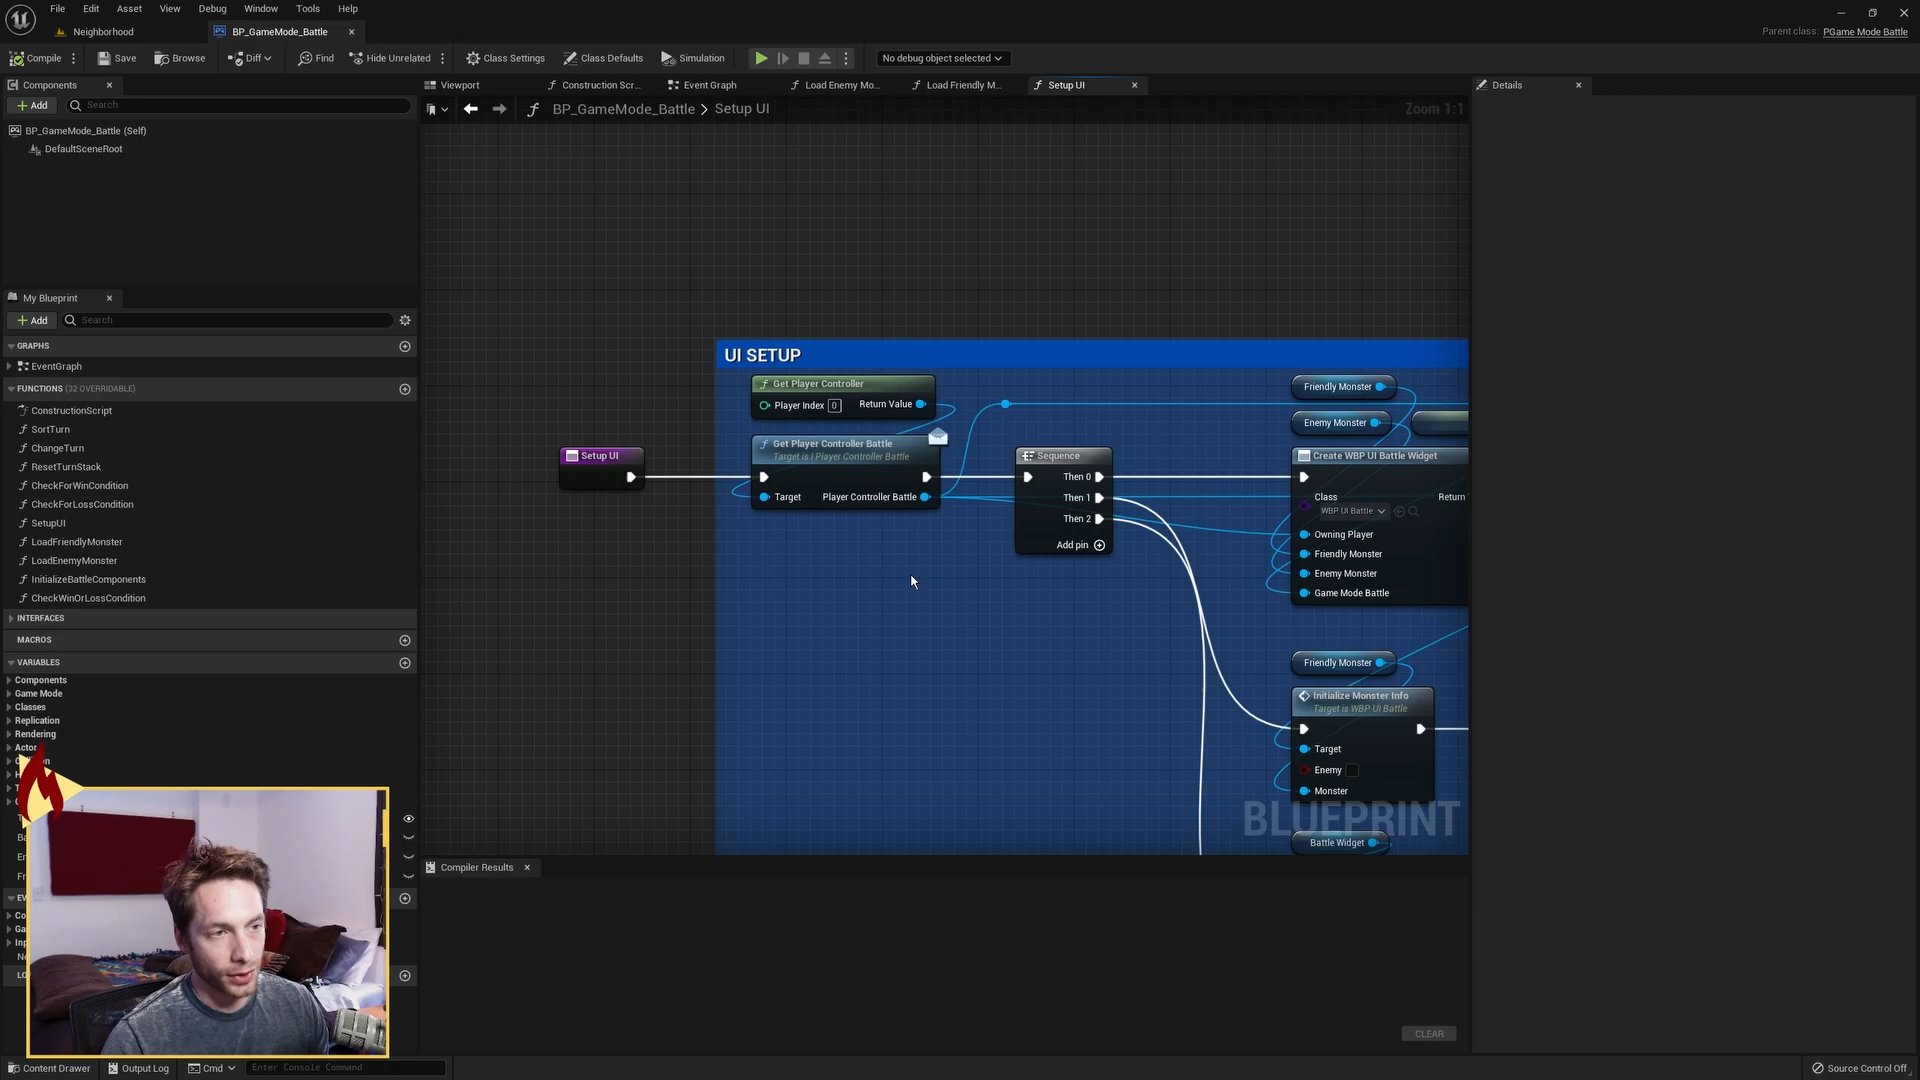 File Edit Asset View Debug Window Tools Help
Neighborhood
BP_GameMode_Battle
Parent class: PGame Mode Battle
Compile
Save
Browse
Diff
Find
Hide Unrelated
Class Settings
Class Defaults
Simulation
No debug object selected
Components
Add
Search
BP_GameMode_Battle (Self)
DefaultSceneRoot
Viewport
Construction Scr...
Event Graph
Load Enemy Mo...
Load Friendly M...
Setup UI
Details
BP_GameMode_Battle > Setup UI
Zoom 1:1
My Blueprint
Add
Search
GRAPHS
EventGraph
FUNCTIONS (32 OVERRIDABLE)
ConstructionScript
SortTurn
ChangeTurn
ResetTurnStack
CheckForWinCondition
CheckForLossCondition
SetupUI
LoadFriendlyMonster
LoadEnemyMonster
InitializeBattleComponents
CheckWinOrLossCondition
INTERFACES
MACROS
VARIABLES
Components
Game Mode
Classes
Replication
Rendering
Actor
UI SETUP
Get Player Controller
Player Index 0
Return Value
Get Player Controller Battle
Target is I Player Controller Battle
Target
Player Controller Battle
Setup UI
Sequence
Then 0
Then 1
Then 2
Add pin
Friendly Monster
Enemy Monster
Create WBP UI Battle Widget
Class
Return
WBP UI Battle
Owning Player
Friendly Monster
Enemy Monster
Game Mode Battle
Friendly Monster
Initialize Monster Info
Target is WBP UI Battle
Target
Enemy
Monster
Battle Widget
BLUEPRINT
Compiler Results
CLEAR
Content Drawer
Output Log
Cmd
Enter Console Command
Source Control Off